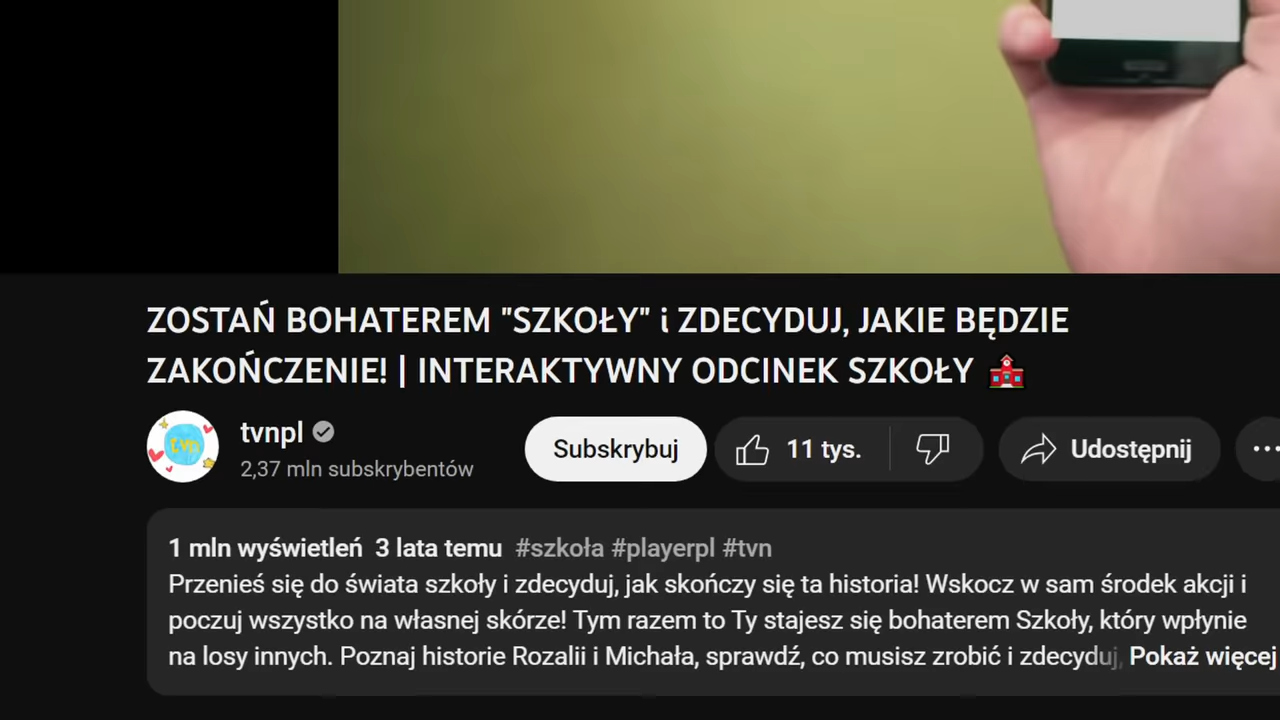 ZOSTAŃ BOHATEREM "SZKOŁY" i ZDECYDUJ, JAKIE BĘDZIE
ZAKOŃCZENIE! | INTERAKTYWNY ODCINEK SZKOŁY
tvn
tvnpl
2,37 mln subskrybentów
Subskrybuj
11 tys.
Udostępnij
1 mln wyświetleń 3 lata temu #szkoła #playerpl #tvn
Przenieś się do świata szkoły i zdecyduj, jak skończy się ta historia! Wskocz w sam środek akcji i
poczuj wszystko na własnej skórze! Tym razem to Ty stajesz się bohaterem Szkoły, który wpłynie
na losy innych. Poznaj historie Rozalii i Michała, sprawdź, co musisz zrobić i zdecyduj, Pokaż więcej